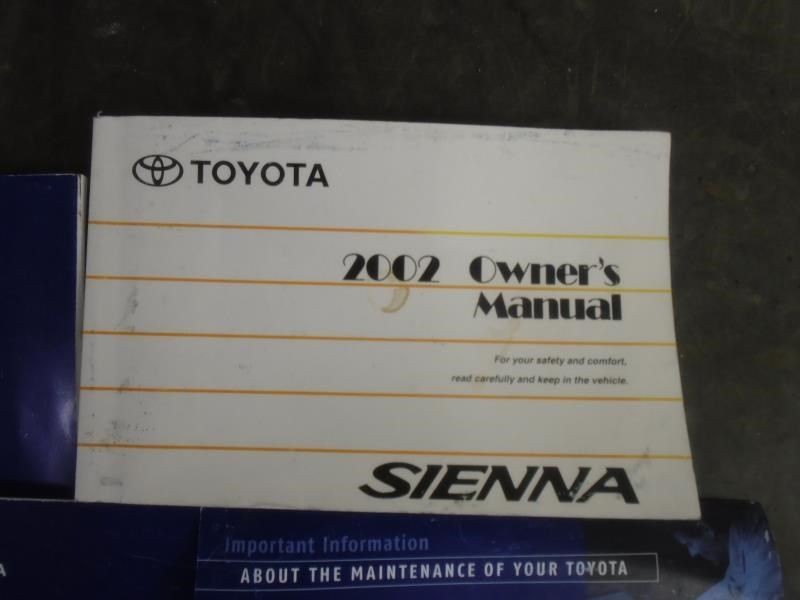 TOYOTA
2002 Owner's
Manual
For your safety and comfort,
read carefully and keep in the vehicle.
SIENNA
Important Information
ABOUT THE MAINTENANCE OF YOUR TOYOTA